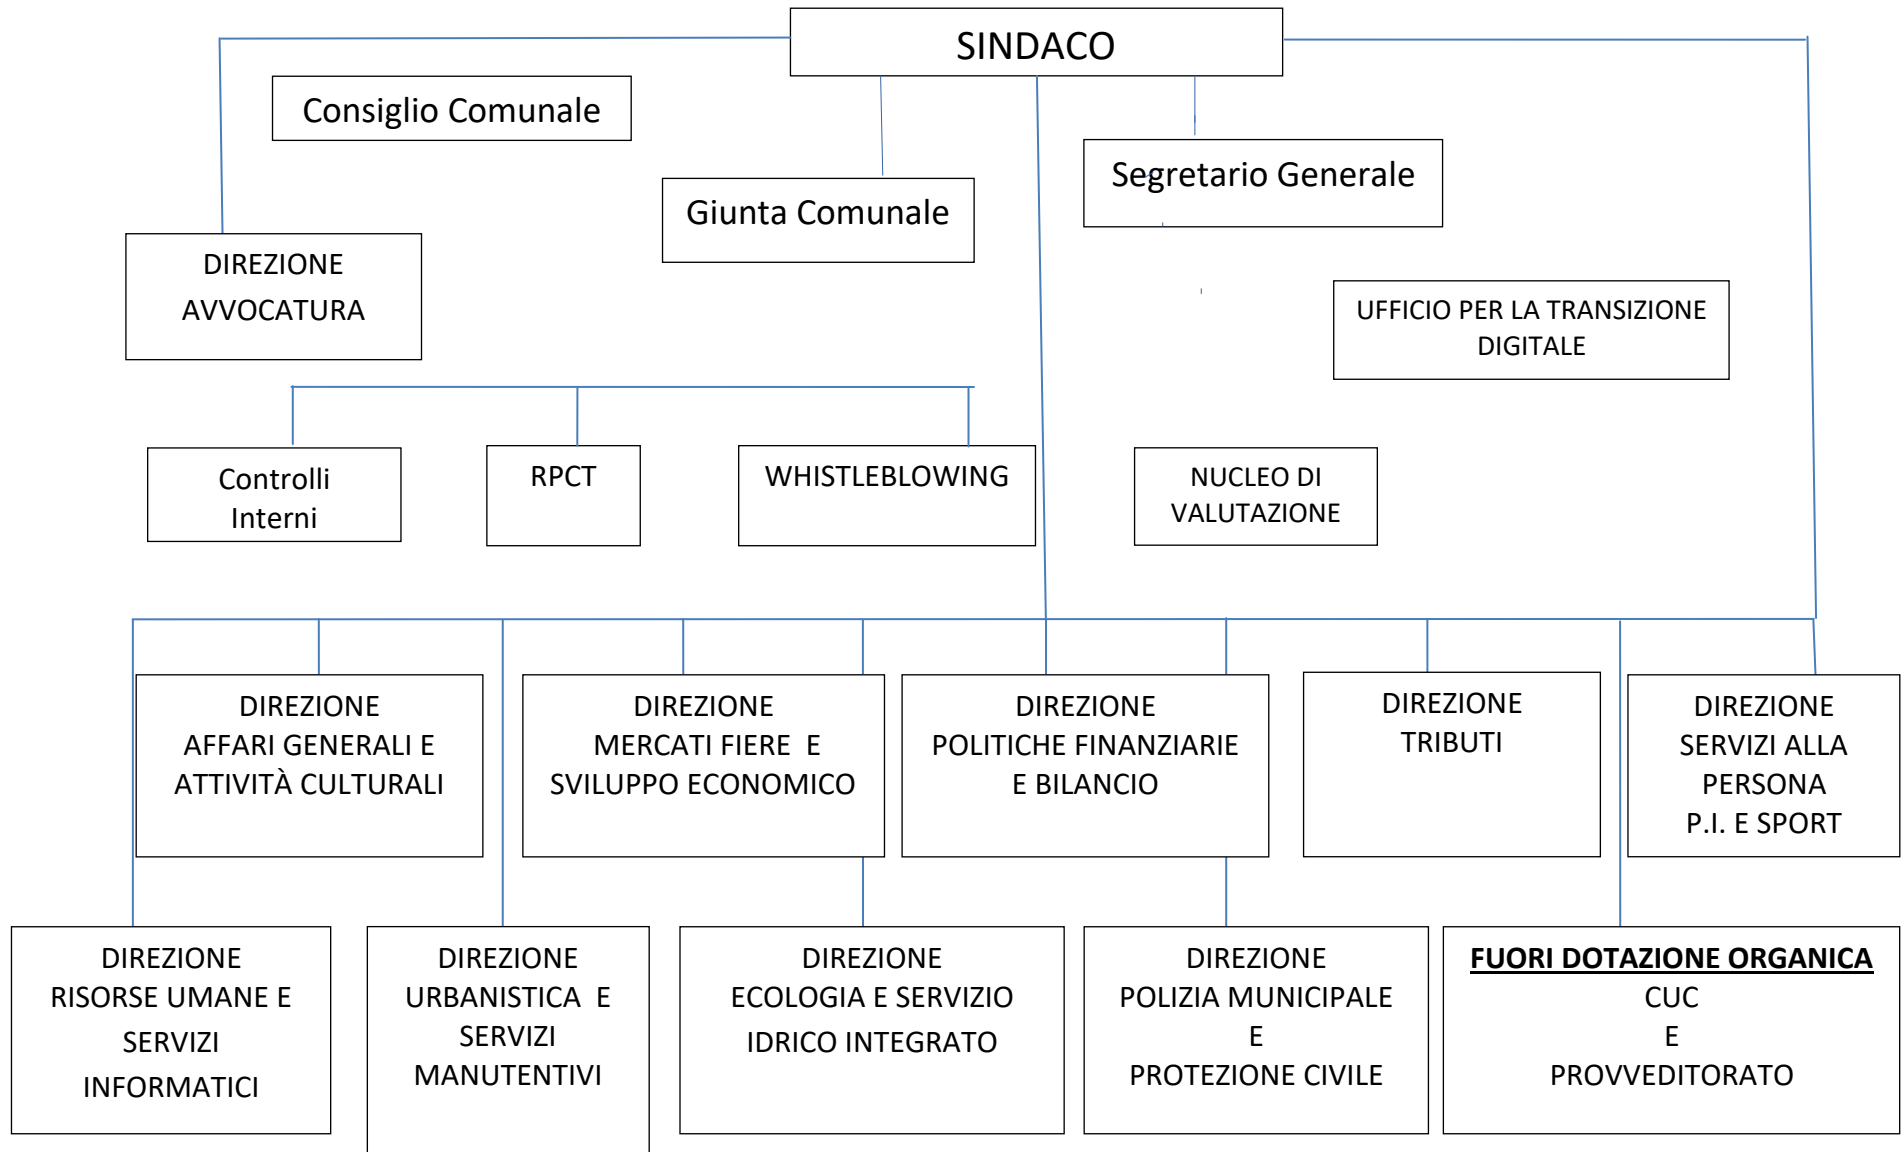 SINDACO
Consiglio Comunale
Segretario Generale
Giunta Comunale
DIREZIONE
AVVOCATURA
UFFICIO PER LA TRANSIZIONE
DIGITALE
Controlli
Interni
RPCT
WHISTLEBLOWING
NUCLEO DI
VALUTAZIONE
DIREZIONE
AFFARI GENERALI E
ATTIVITÀ CULTURALI
DIREZIONE
MERCATI FIERE E
SVILUPPO ECONOMICO
DIREZIONE
POLITICHE FINANZIARIE
E BILANCIO
DIREZIONE
TRIBUTI
DIREZIONE
SERVIZI ALLA
PERSONA
P.I. E SPORT
DIREZIONE
RISORSE UMANE E
SERVIZI
INFORMATICI
DIREZIONE
URBANISTICA E
SERVIZI
MANUTENTIVI
DIREZIONE
ECOLOGIA E SERVIZIO
IDRICO INTEGRATO
DIREZIONE
POLIZIA MUNICIPALE
E
PROTEZIONE CIVILE
FUORI DOTAZIONE ORGANICA
CUC
E
PROVVEDITORATO